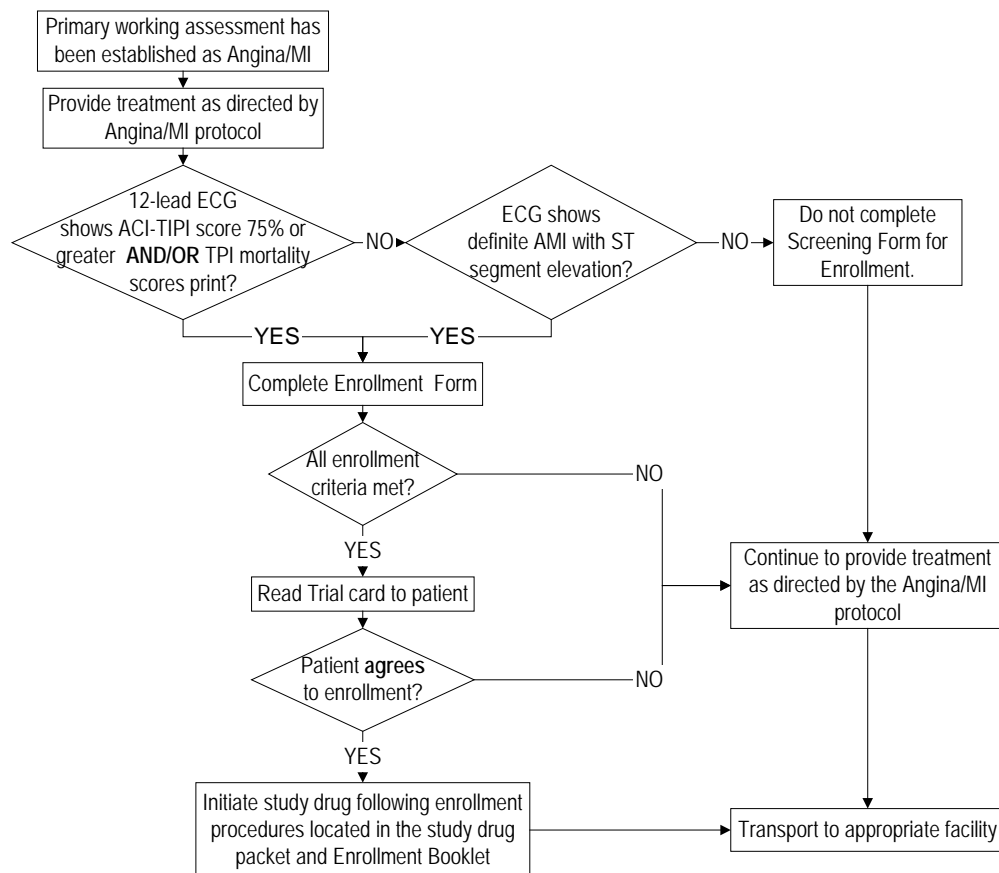 Primary working assessment has
been established as Angina/MI
Provide treatment as directed by
Angina/MI protocol
12-lead ECG
shows ACI-TIPI score 75% or
greater AND/OR TPI mortality
scores print?
NO
ECG shows
definite AMI with ST
segment elevation?
NO
Do not complete
Screening Form for
Enrollment.
YES
YES
Complete Enrollment Form
All enrollment
criteria met?
NO
YES
Read Trial card to patient
Continue to provide treatment
as directed by the Angina/MI
protocol
Patient agrees
to enrollment?
NO
YES
Initiate study drug following enrollment
procedures located in the study drug
packet and Enrollment Booklet
Transport to appropriate facility